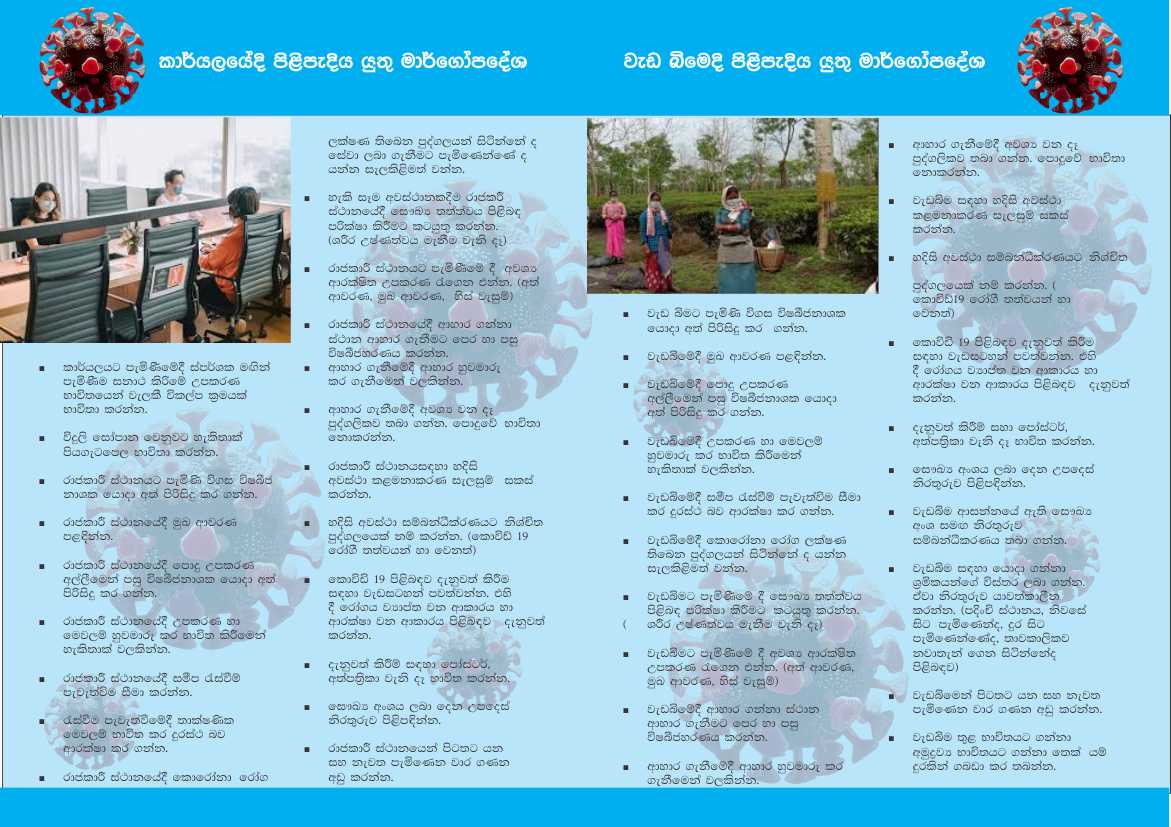 කාර්යලයේදි පිළිපැදිය යුතු මාර්ගෝපදේශ
කාර්යලයට පැමිණීමේදී ස්පර්ශක මඟින්
පැමිණීම සනාථ කිරීමේ උපකරණ
භාවිතයෙන් වැලකී විකල්ප ක්‍රමයක්
භාවිතා කරන්න.
විදුලි සෝපාන වෙනුවට හැකිතාක්
පියගැටපෙල භාවිතා කරන්න.
රාජකාරී ස්ථානයට පැමිණි විගස විෂබීජ
නාශක යොදා අත් පිරිසිදු කර ගන්න.
රාජකාරී ස්ථානයේදී මුඛ ආවරණ
පළඳින්න.
රාජකාරී ස්ථානයේදී පොදු උපකරණ
අල්ලීමෙන් පසු විෂබීජනාශක යොදා අත්
පිරිසිදු කර ගන්න.
රාජකාරී ස්ථානයේදී උපකරණ හා
මෙවලම් හුවමාරු කර භාවිත කිරීමෙන්
හැකිතාක් වලකින්න.
රාජකාරී ස්ථානයේදී සමීප රැස්වීම්
පැවැත්වීම සීමා කරන්න.
රැස්වීම් පැවැත්වීමේදී තාක්ෂණික
මෙවලම් භාවිත කර දුරස්ථ බව
ආරක්ෂා කර ගන්න.
රාජකාරී ස්ථානයේදී කොරෝනා රෝග
ලක්ෂණ තිබෙන පුද්ගලයන් සිටින්නේ ද
සේවා ලබා ගැනීමට පැමිණෙන්ණේ ද
යන්න සැලකිළිමත් වන්න.
හැකි සෑම අවස්ථානකදීම රාජකාරී
ස්ථානයේදී සෞඛ්‍ය තත්ත්වය පිළිබඳ
පරික්ෂා කිරීමට කටයුතු කරන්න.
(ශරීර උෂ්ණත්වය මැනීම වැනි දෑ)
රාජකාරී ස්ථානයට පැමිණීමේ දී අවශ්‍ය
ආරක්ෂිත උපකරණ රැගෙන එන්න. (අත්
ආවරණ, මුඛ ආවරණ, හිස් වැසුම්)
රාජකාරී ස්ථානයේදී ආහාර ගන්නා
ස්ථාන ආහාර ගැනීමට පෙර හා පසු
විෂබීජහරණය කරන්න.
ආහාර ගැනීමේදී ආහාර හුවමාරු
කර ගැනීමෙන් වලකින්න.
ආහාර ගැනීමේදී අවශ්‍ය වන දෑ
පුද්ගලිකව තබා ගන්න. පොදුවේ භාවිතා
නොකරන්න.
රාජකාරී ස්ථානයසඳහා හදිසි
අවස්ථා කළමනාකරණ සැලසුම් සකස්
කරන්න.
හදිසි අවස්ථා සම්බන්ධීකරණයට නිශ්චිත
පුද්ගලයෙක් නම් කරන්න. (කොවිඩ් 19
රෝගී තත්වයන් හා වෙනත්)
කොවිඩ් 19 පිළිබඳව දැනුවත් කිරීම
සඳහා වැඩසටහන් පවත්වන්න. එහි
දී රෝගය ව්‍යාප්ත වන ආකාරය හා
ආරක්ෂා වන ආකාරය පිළිබඳව දැනුවත්
කරන්න.
දැනුවත් කිරීම් සඳහා පෝස්ටර්,
අත්පත්‍රිකා වැනි දෑ භාවිත කරන්න.
සෞඛ්‍ය අංශය ලබා දෙන උපදෙස්
නිරතුරුව පිළිපදින්න.
රාජකාරී ස්ථානයෙන් පිටතට යන
සහ නැවත පැමිණෙන වාර ගණන
අඩු කරන්න.
වැඩ බිමෙදි පිළිපැදිය යුතු මාර්ගෝපදේශ
වැඩ බිමට පැමිණි විගස විෂබීජනාශක
යොදා අත් පිරිසිදු කර ගන්න.
වැඩබිමේදී මුඛ ආවරණ පළඳින්න.
වැඩබිමේදී පොදු උපකරණ
අල්ලීමෙන් පසු විෂබීජනාශක යොදා
අත් පිරිසිදු කර ගන්න.
වැඩබිමේදී උපකරණ හා මෙවලම්
හුවමාරු කර භාවිත කිරීමෙන්
හැකිතාක් වලකින්න.
වැඩබිමේදී සමීප රැස්වීම් පැවැත්විම සීමා
කර දුරස්ථ බව ආරක්ෂා කර ගන්න.
වැඩබිමේදී කොරෝනා රෝග ලක්ෂණ
තිබෙන පුද්ගලයන් සිටින්නේ ද යන්න
සැලකිළිමත් වන්න.
වැඩබිමට පැමිණීමේ දී සෞඛ්‍ය තත්ත්වය
පිළිබඳ පරික්ෂා කිරීමට කටයුතු කරන්න.
( ශරීර උෂ්ණත්වය මැනීම වැනි දෑ)
වැඩබිමට පැමිණීමේ දී අවශ්‍ය ආරක්ෂිත
උපකරණ රැගෙන එන්න. (අත් ආවරණ,
මුඛ ආවරණ, හිස් වැසුම්)
වැඩබිමේදී ආහාර ගන්නා ස්ථාන
ආහාර ගැනීමට පෙර හා පසු
විෂබීජහරණය කරන්න.
ආහාර ගැනීමේදී ආහාර හුවමාරු කර
ගැනීමෙන් වලකින්න.
ආහාර ගැනීමේදී අවශ්‍ය වන දෑ
පුද්ගලිකව තබා ගන්න. පොදුවේ භාවිතා
නොකරන්න.
වැඩබිම සඳහා හදිසි අවස්ථා
කළමනාකරණ සැලසුම් සකස්
කරන්න.
හදිසි අවස්ථා සම්බන්ධීකරණයට නිශ්චිත
පුද්ගලයෙක් නම් කරන්න. (
කොවිඩ්19 රෝගී තත්වයන් හා
වෙනත්)
කොවිඩ් 19 පිළිබඳව දැනුවත් කිරීම
සඳහා වැඩසටහන් පවත්වන්න. එහි
දී රෝගය ව්‍යාප්ත වන ආකාරය හා
ආරක්ෂා වන ආකාරය පිළිබඳව දැනුවත්
කරන්න.
දැනුවත් කිරීම් සහා පෝස්ටර්,
අත්පත්‍රිකා වැනි දෑ භාවිත කරන්න.
සෞඛ්‍ය අංශය ලබා දෙන උපදෙස්
නිරතුරුව පිළිපදින්න.
වැඩබිම ආසන්නයේ ඇති සෞඛ්‍ය
අංශ සමඟ නිරතුරුව
සම්බන්ධීකරණය තබා ගන්න.
වැඩබිම සඳහා යොදා ගන්නා
ශ්‍රමිකයන්ගේ විස්තර ලබා ගන්න.
ඒවා නිරතුරුව යාවත්කාලීන
කරන්න. (පදිංචි ස්ථානය, නිවසේ
සිට පැමිණෙන්ද, දුර සිට
පැමිණෙන්ණේද, තාවකාලිකව
නවාතැන් ගෙන සිටින්නේද
පිළිබඳව)
වැඩබිමෙන් පිටතට යන සහ නැවත
පැමිණෙන වාර ගණන අඩු කරන්න.
වැඩබිම තුළ භාවිතයට ගන්නා
අමුද්‍රව්‍ය භාවිතයට ගන්නා තෙක් යම්
දුරකින් ගබඩා කර තබන්න.